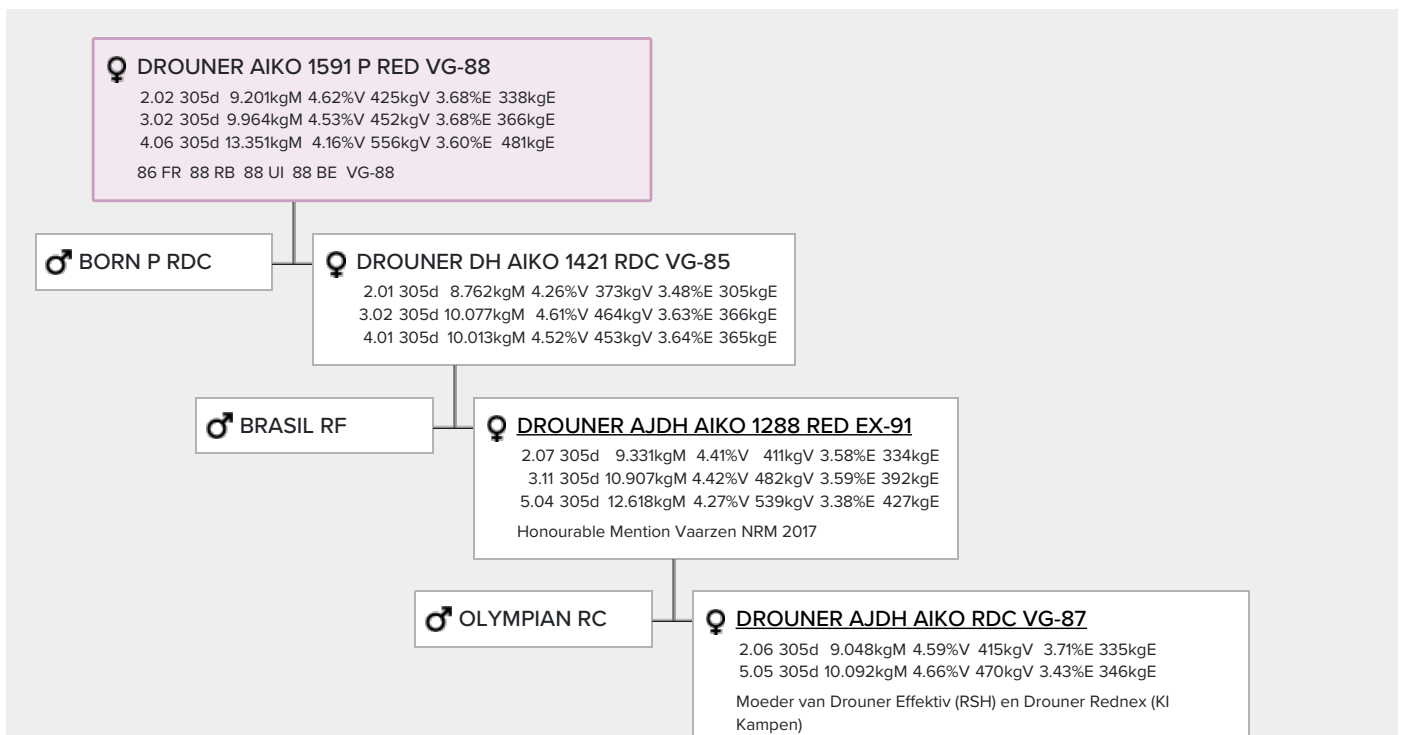 DROUNER AIKO 1591 P RED VG-88
2.02 305d 9.201kgM 4.62%V 425kgV 3.68%E 338kgE
3.02 305d 9.964kgM 4.53%V 452kgV 3.68%E 366kgE
4.06 305d 13.351kgM 4.16%V 556kgV 3.60%E 481kgE
86 FR 88 RB 88 UI 88 BE VG-88
BORN P RDC
DROUNER DH AIKO 1421 RDC VG-85
2.01 305d 8.762kgM 4.26%V 373kgV 3.48%E 305kgE
3.02 305d 10.077kgM 4.61%V 464kgV 3.63%E 366kgE
4.01 305d 10.013kgM 4.52%V 453kgV 3.64%E 365kgE
BRASIL RF
DROUNER AJDH AIKO 1288 RED EX-91
2.07 305d 9.331kgM 4.41%V 411kgV 3.58%E 334kgE
3.11 305d 10.907kgM 4.42%V 482kgV 3.59%E 392kgE
5.04 305d 12.618kgM 4.27%V 539kgV 3.38%E 427kgE
Honourable Mention Vaarzen NRM 2017
OLYMPIAN RC
DROUNER AJDH AIKO RDC VG-87
2.06 305d 9.048kgM 4.59%V 415kgV 3.71%E 335kgE
5.05 305d 10.092kgM 4.66%V 470kgV 3.43%E 346kgE
Moeder van Drouner Effektiv (RSH) en Drouner Rednex (KI
Kampen)